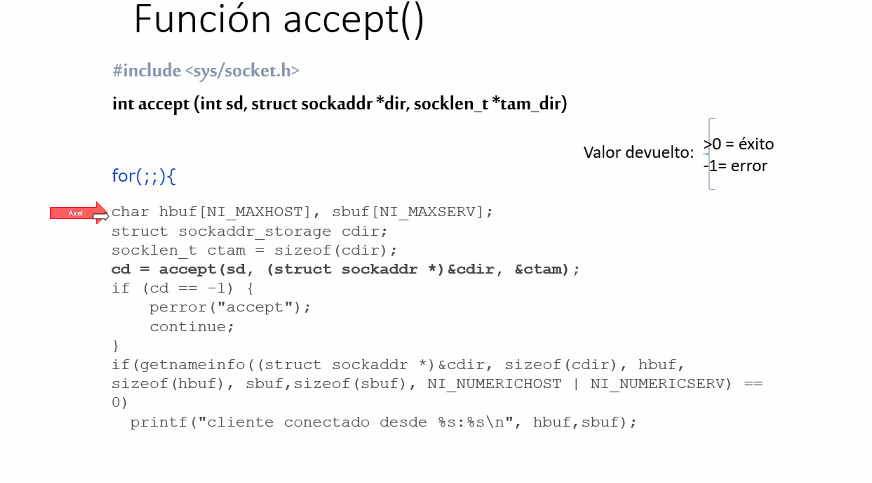 Función accept()
#include <sys/socket.h>
int accept (int sd, struct sockaddr *dir, socklen_t *tam_dir)
Valor devuelto:
>0 = éxito
-1= error
for(;;){
Axel
char hbuf[NI_MAXHOST], sbuf[NI_MAXSERV];
struct sockaddr_storage cdir;
socklen_t ctam = sizeof(cdir);
cd = accept(sd, (struct sockaddr *)&cdir, &ctam);
if (cd == -1) {
perror("accept");
continue;
}
if(getnameinfo((struct sockaddr *)&cdir, sizeof(cdir), hbuf,
sizeof(hbuf), sbuf,sizeof(sbuf), NI_NUMERICHOST | NI_NUMERICSERV) ==
0)
printf("cliente conectado desde %s:%s\n", hbuf,sbuf);